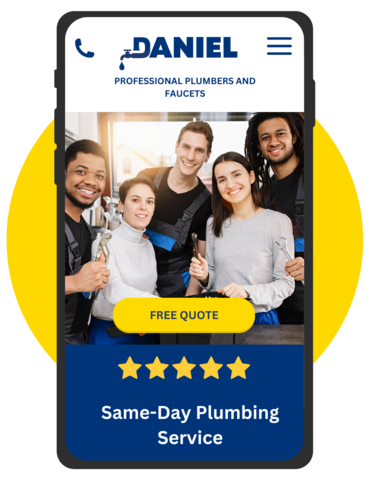 DANIEL
PROFESSIONAL PLUMBERS AND
FAUCETS
FREE QUOTE
Same-Day Plumbing
Service